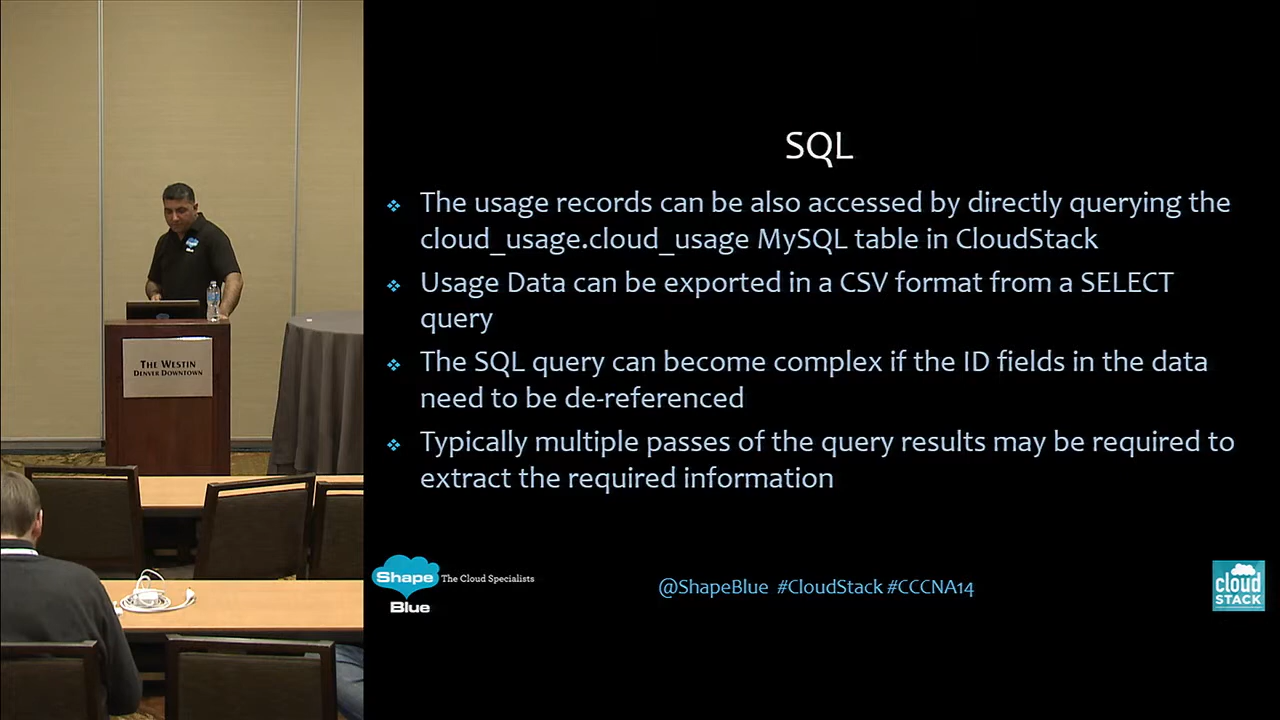 SQL
The usage records can be also accessed by directly querying the
cloud_usage.cloud_usage MySQL table in CloudStack
Usage Data can be exported in a CSV format from a SELECT
query
The SQL query can become complex if the ID fields in the data
need to be de-referenced
Typically multiple passes of the query results may be required to
extract the required information
THE WESTIN
DENVER DOWNTOWN
Shape
Blue
The Cloud Specialists
@ShapeBlue #CloudStack #CCCNA14
cloud
STACK